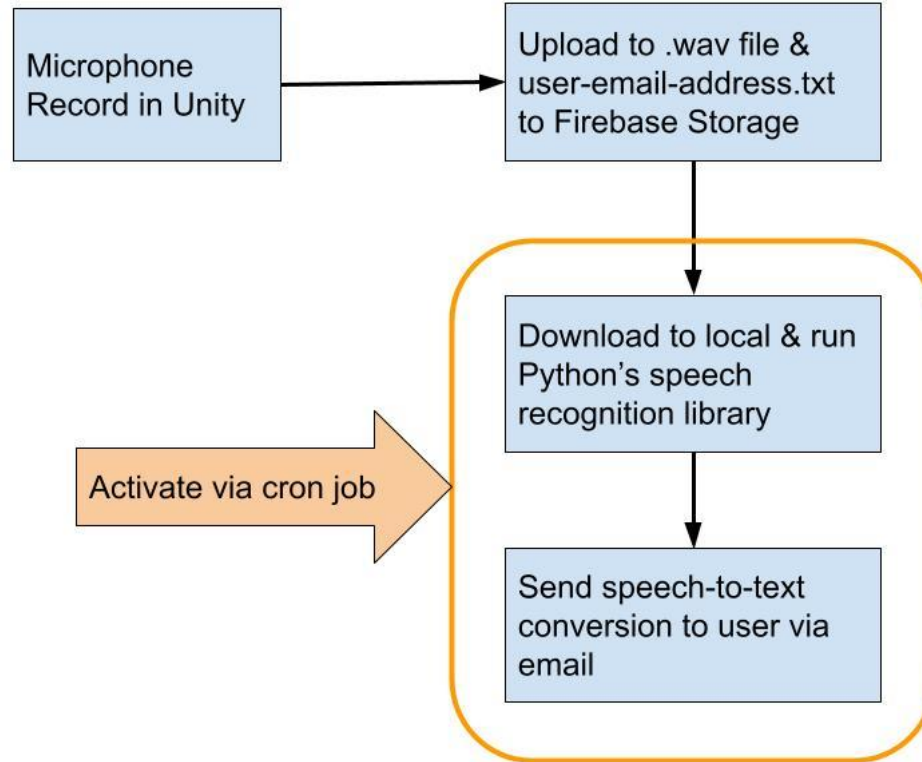 Microphone
Record in Unity
Upload to .wav file &
user-email-address.txt
to Firebase Storage
Download to local & run
Python's speech
recognition library
Activate via cron job
Send speech-to-text
conversion to user via
email